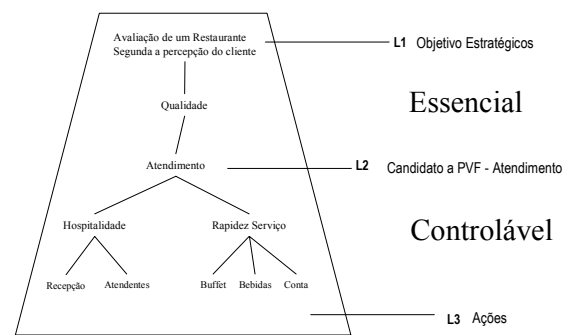 Avaliação de um Restaurante
Segunda a percepção do cliente
L1 Objetivo Estratégicos
Essencial
Qualidade
Atendimento
L2 Candidato a PVF - Atendimento
Controlável
Hospitalidade
Rapidez Serviço
Recepção
Atendentes
Buffet
Bebidas
Conta
L3 Ações